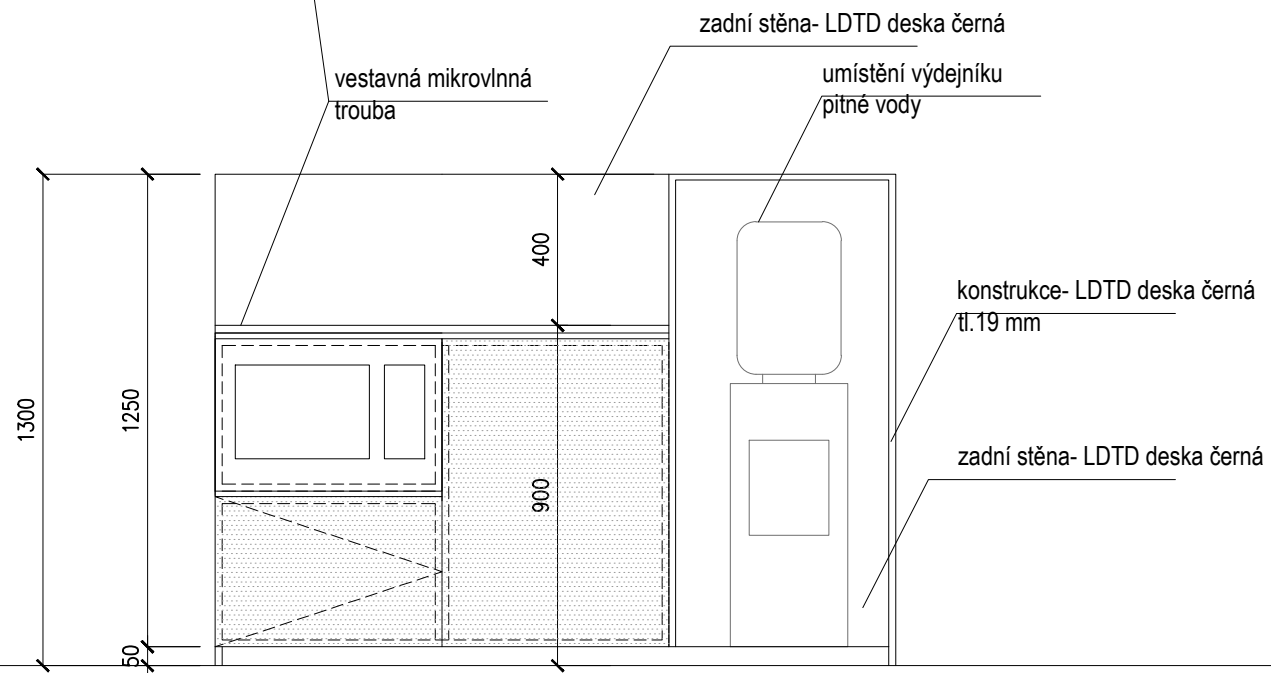 zadní stěna- LDTD deska černá
vestavná mikrovlnná
trouba
umístění výdejníku
pitné vody
400
konstrukce- LDTD deska černá
tl.19 mm
1300
1250
zadní stěna- LDTD deska černá
900
50